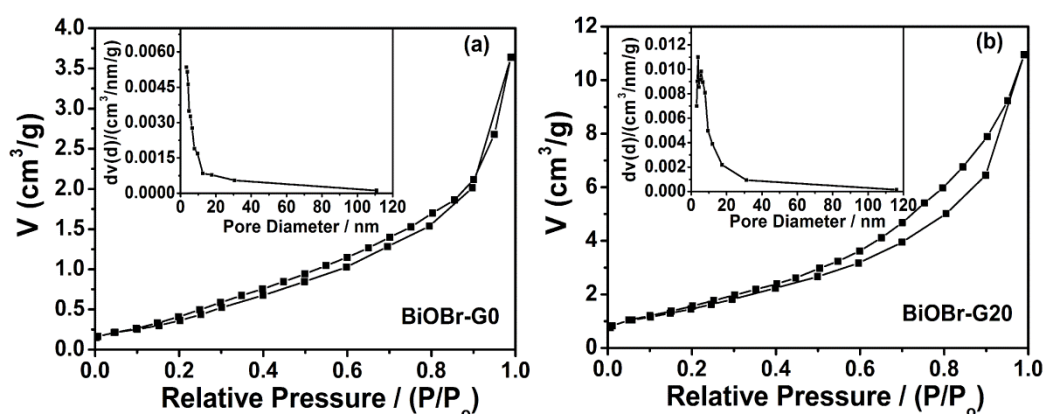 (a)
V (cm³/g)
4.0
3.5
3.0
2.5
2.0
1.5
1.0
0.5
0.0
dv(d)/(cm³/nm/g)
0.0060
0.0045
0.0030
0.0015
0.0000
0 20 40 60 80 100 120
Pore Diameter / nm
BiOBr-G0
0.0 0.2 0.4 0.6 0.8 1.0
Relative Pressure / (P/Pₒ)
(b)
V (cm³/g)
12
10
8
6
4
2
0
dv(d)/(cm³/nm/g)
0.012
0.010
0.008
0.006
0.004
0.002
0.000
0 20 40 60 80 100 120
Pore Diameter / nm
BiOBr-G20
0.0 0.2 0.4 0.6 0.8 1.0
Relative Pressure / (P/Pₒ)